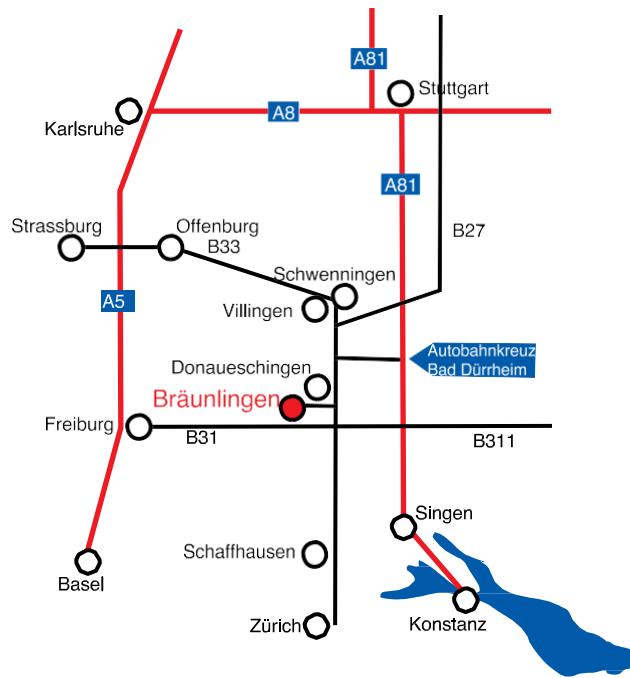 A81
Stuttgart
A8
Karlsruhe
A81
Strassburg
Offenburg
B33
B27
Schwenningen
A5
Villingen
Autobahnkreuz
Bad Dürrheim
Donaueschingen
Bräunlingen
Freiburg
B31
B311
Singen
Schaffhausen
Basel
Zürich
Konstanz